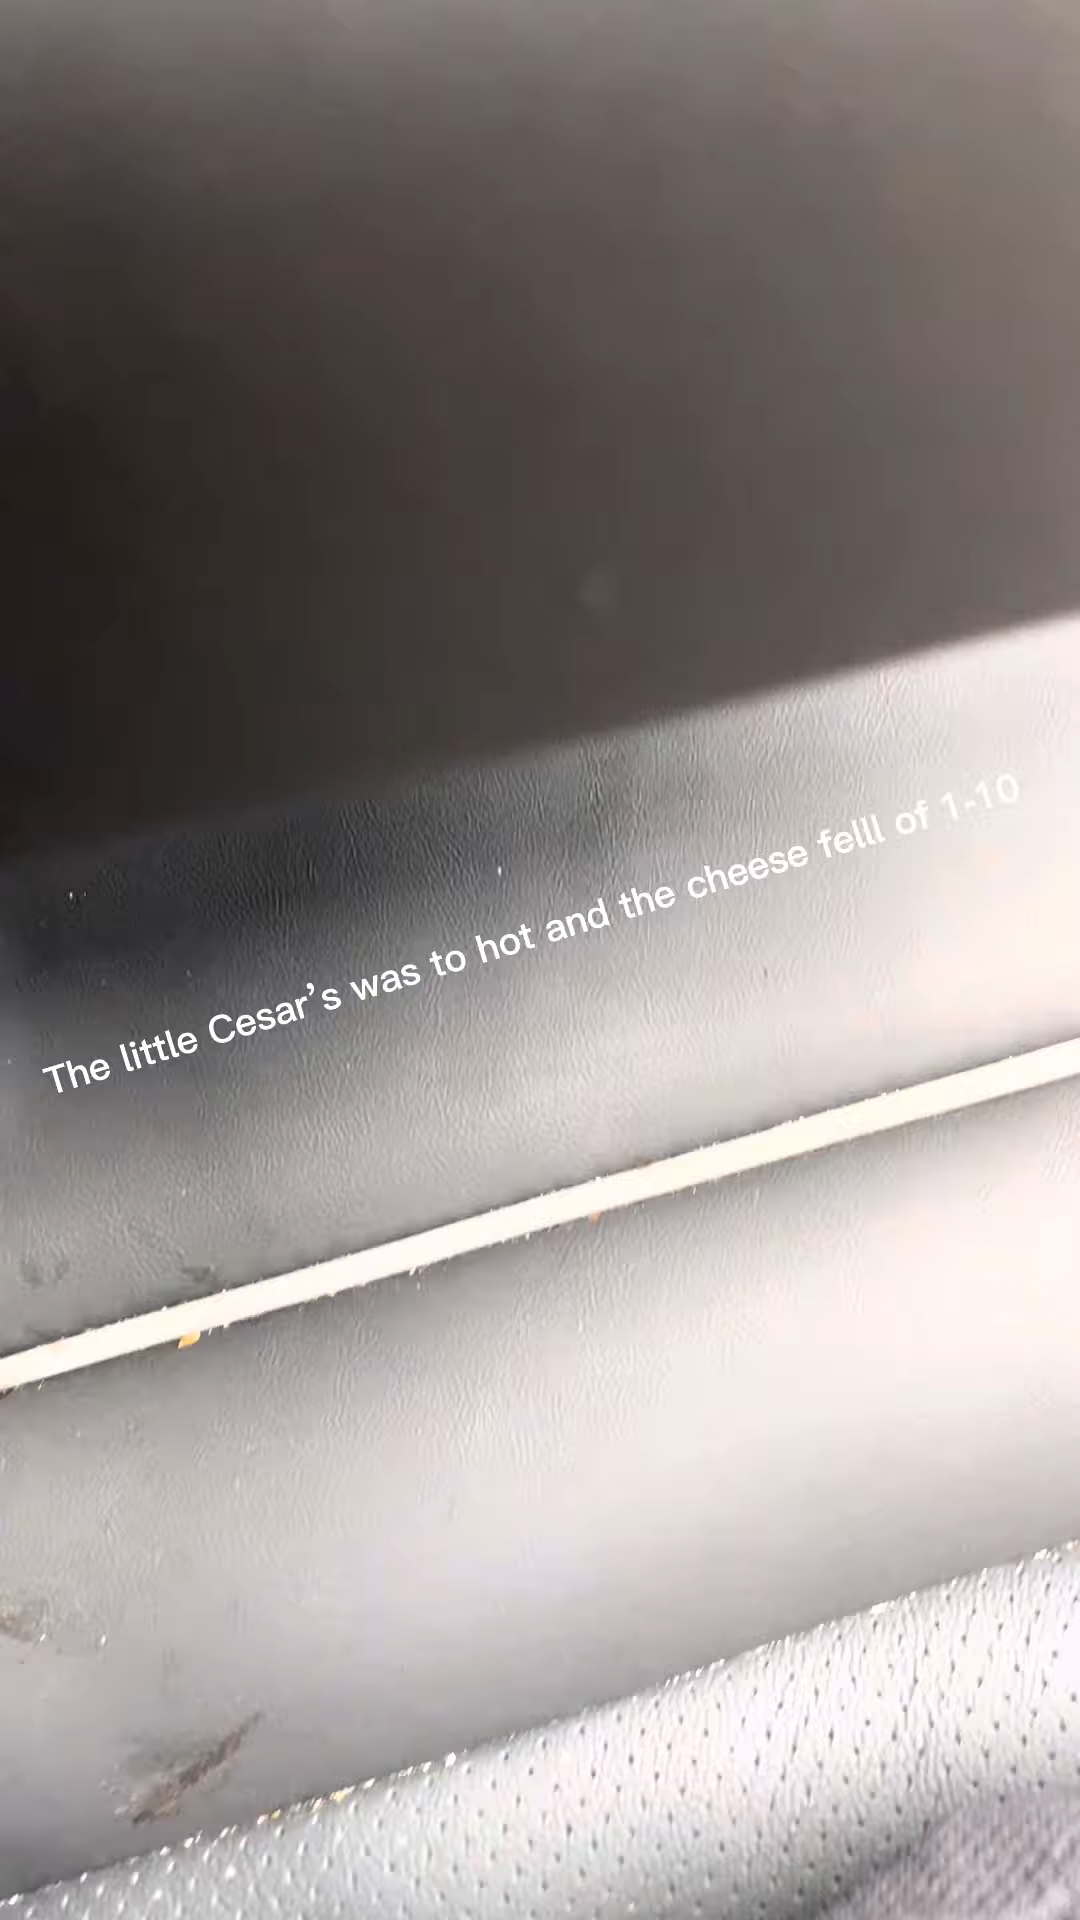 The little Cesar’s was to hot and the cheese felll of 1-10